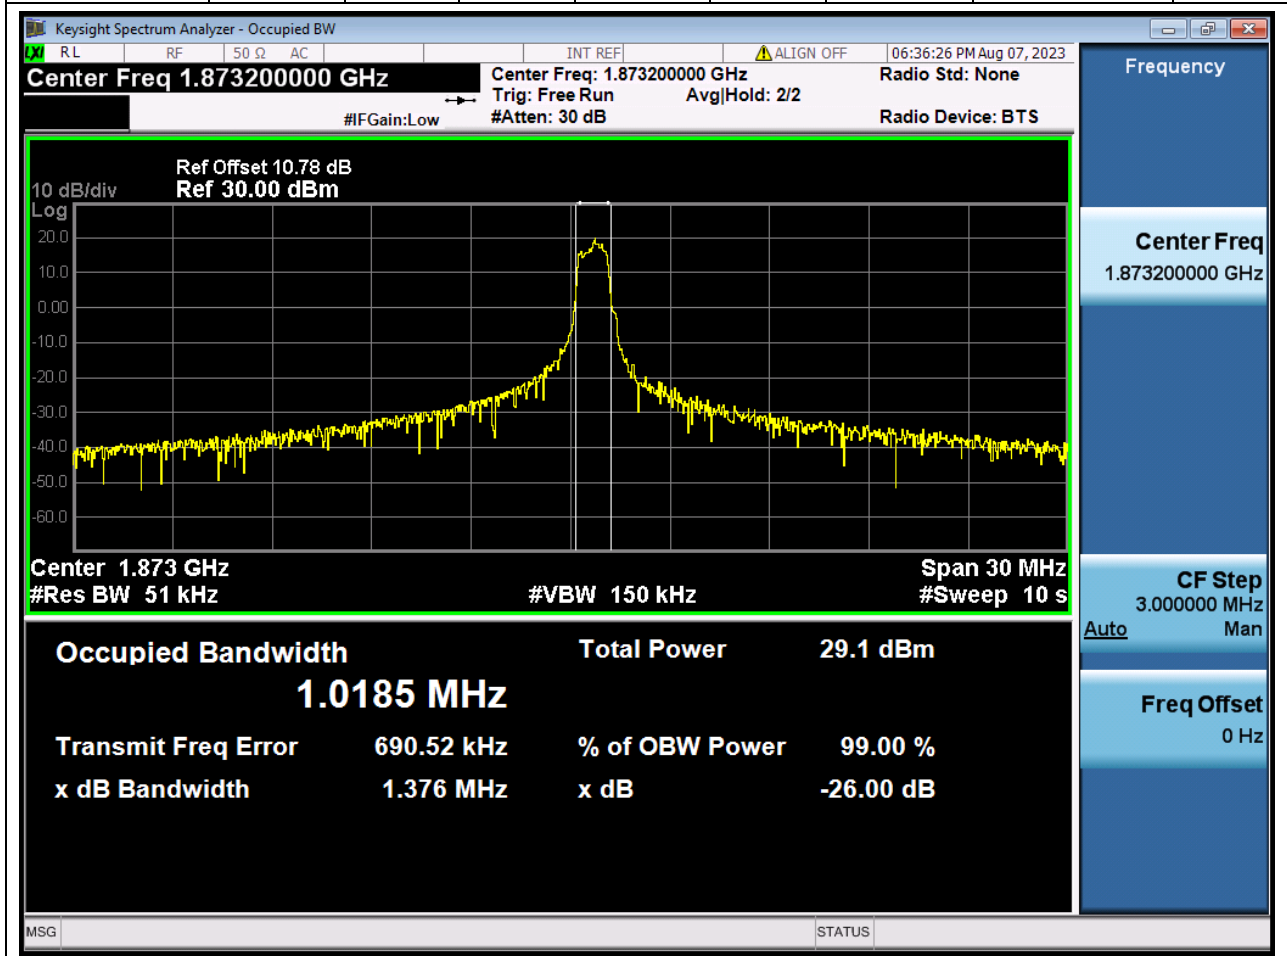 Keysight Spectrum Analyzer - Occupied BW
LXI RL RF 50 Ω AC INT REF ALIGN OFF 06:36:26 PM Aug 07, 2023
Center Freq 1.873200000 GHz
Center Freq: 1.873200000 GHz
Radio Std: None
Trig: Free Run Avg|Hold: 2/2
#IFGain:Low
#Atten: 30 dB
Radio Device: BTS
Ref Offset 10.78 dB
10 dB/div Ref 30.00 dBm
Log
20.0
10.0
0.00
-10.0
-20.0
-30.0
-40.0
-50.0
-60.0
Center 1.873 GHz Span 30 MHz
#Res BW 51 kHz #VBW 150 kHz #Sweep 10 s
Occupied Bandwidth
1.0185 MHz
Total Power 29.1 dBm
Transmit Freq Error 690.52 kHz % of OBW Power 99.00 %
x dB Bandwidth 1.376 MHz x dB -26.00 dB
MSG STATUS
Frequency
Center Freq
1.873200000 GHz
CF Step
3.000000 MHz
Auto Man
Freq Offset
0 Hz